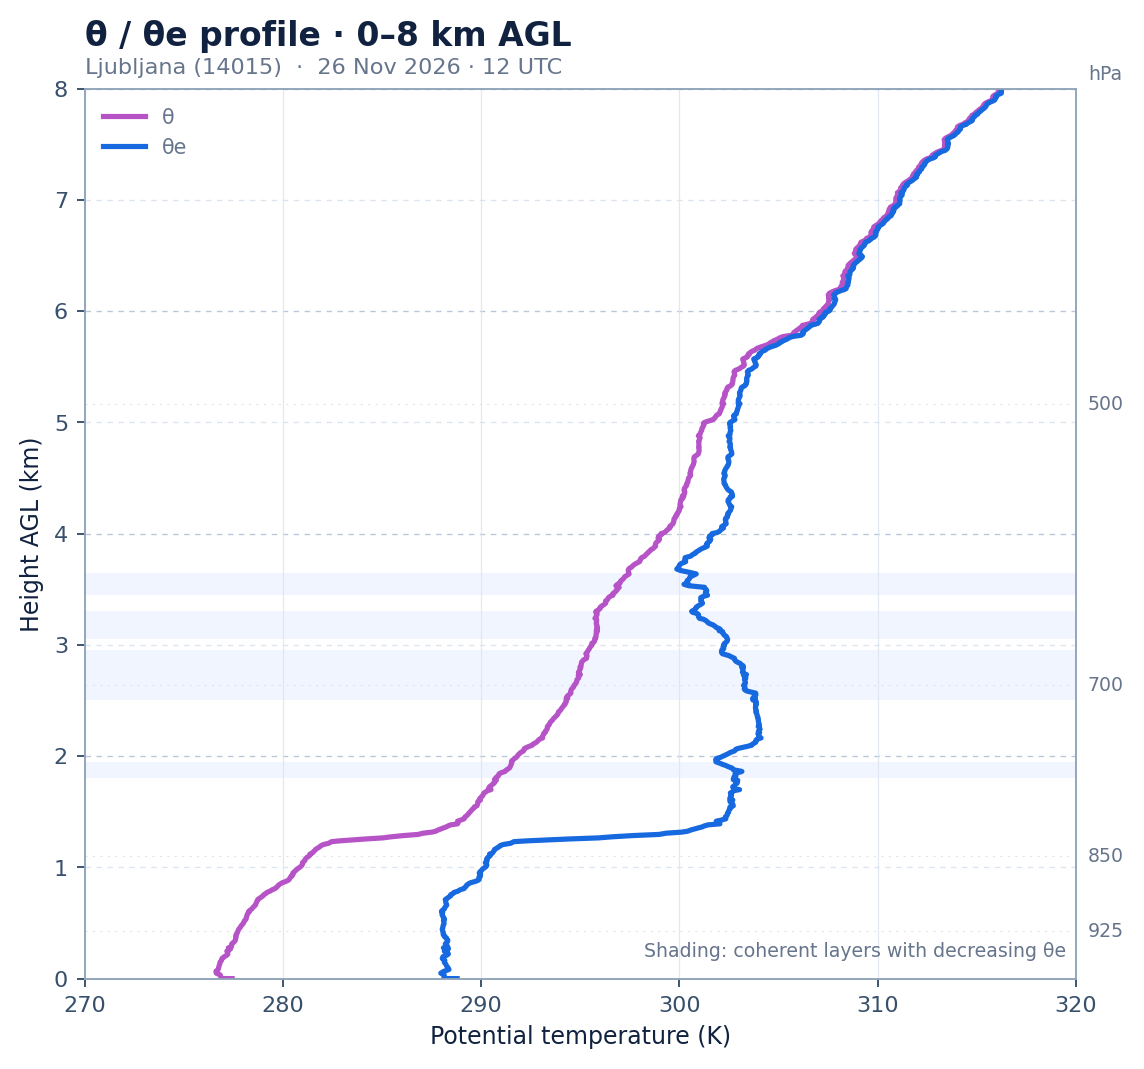 θ / θe profile · 0–8 km AGL
Ljubljana (14015) · 26 Nov 2026 · 12 UTC
hPa
8
θ
θe
7
6
500
5
4
3
700
2
850
1
925
Shading: coherent layers with decreasing θe
0
270 280 290 300 310 320
Height AGL (km)
Potential temperature (K)